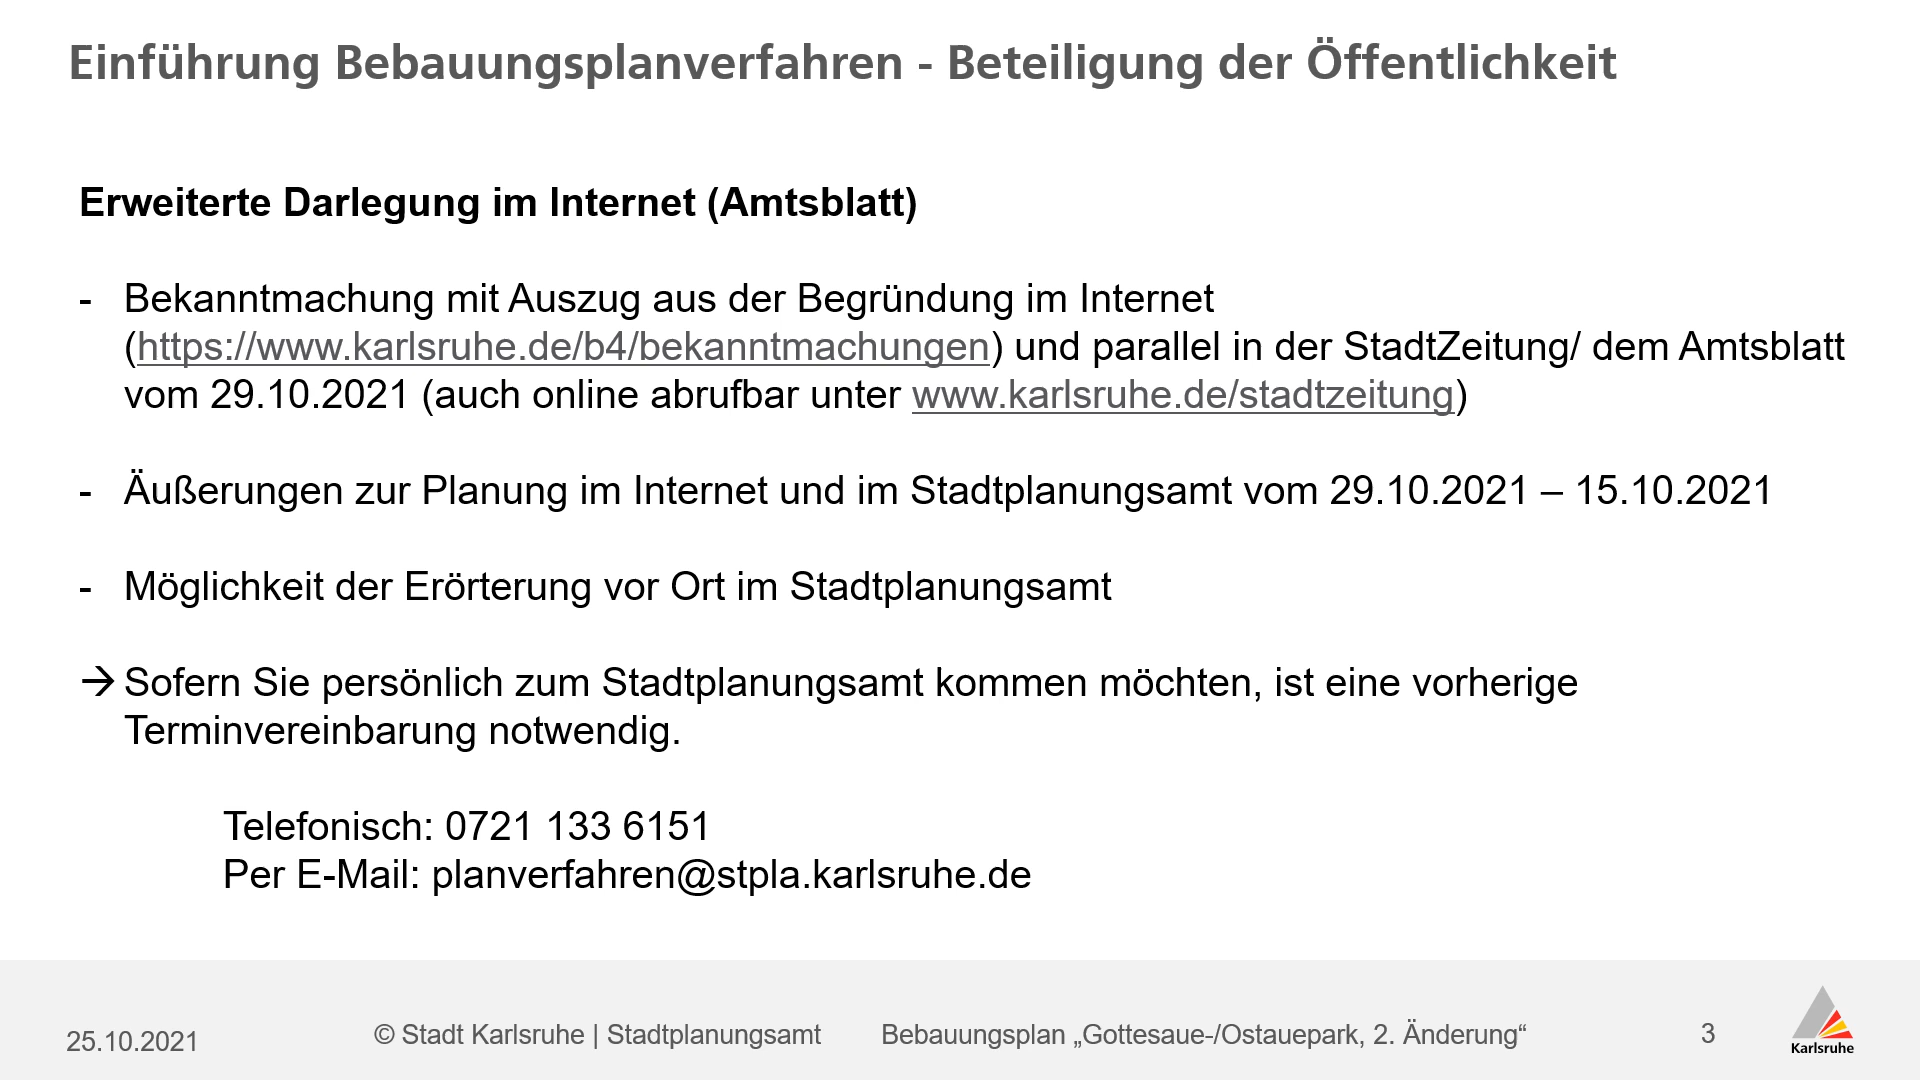 Einführung Bebauungsplanverfahren - Beteiligung der Öffentlichkeit
Erweiterte Darlegung im Internet (Amtsblatt)
- Bekanntmachung mit Auszug aus der Begründung im Internet
(https://www.karlsruhe.de/b4/bekanntmachungen) und parallel in der StadtZeitung/ dem Amtsblatt
vom 29.10.2021 (auch online abrufbar unter www.karlsruhe.de/stadtzeitung)
- Äußerungen zur Planung im Internet und im Stadtplanungsamt vom 29.10.2021 – 15.10.2021
- Möglichkeit der Erörterung vor Ort im Stadtplanungsamt
→ Sofern Sie persönlich zum Stadtplanungsamt kommen möchten, ist eine vorherige
Terminvereinbarung notwendig.
Telefonisch: 0721 133 6151
Per E-Mail: planverfahren@stpla.karlsruhe.de
25.10.2021 © Stadt Karlsruhe | Stadtplanungsamt Bebauungsplan „Gottesaue-/Ostauepark, 2. Änderung“ 3
Karlsruhe